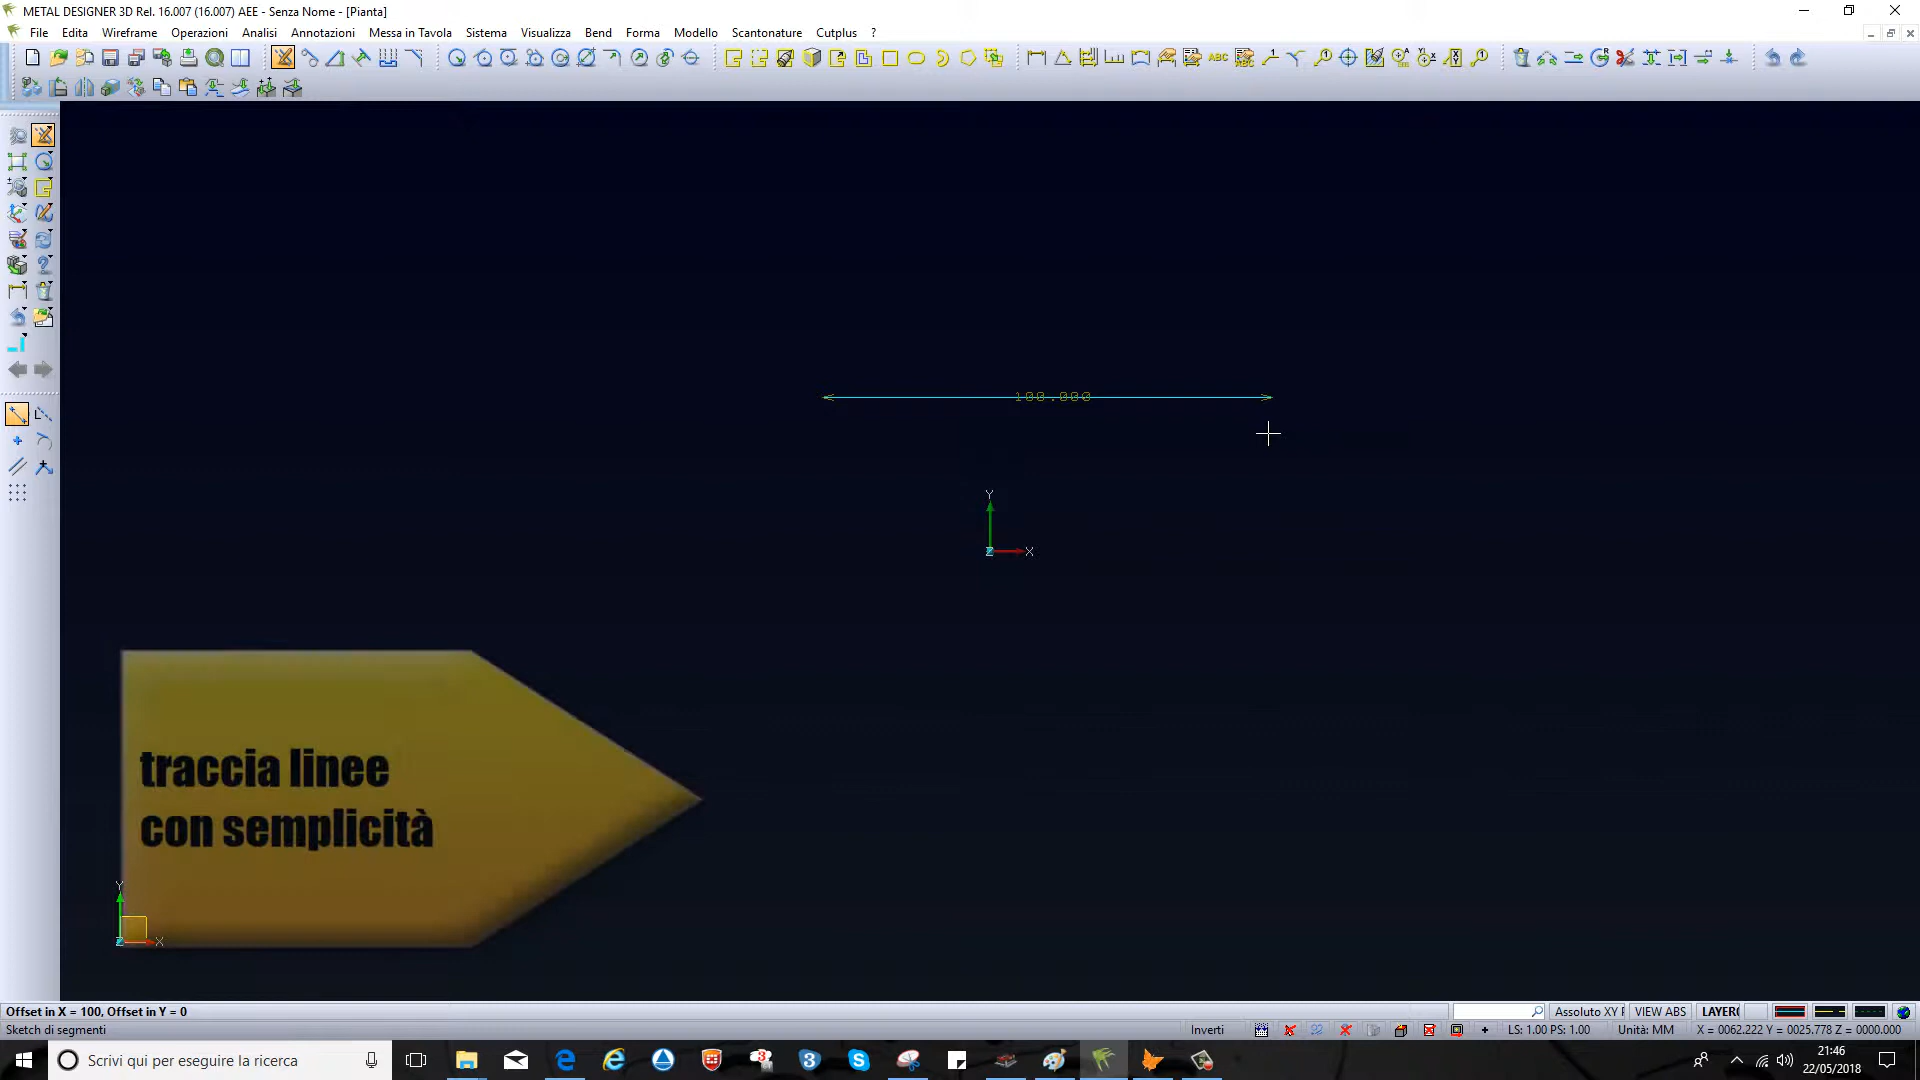 METAL DESIGNER 3D Rel. 16.007 (16.007) AEE - Senza Nome - [Pianta]
File Edita Wireframe Operazioni Analisi Annotazioni Messa in Tavola Sistema Visualizza Bend Forma Modello Scantonature Cutplus ?
100.000
Y
X
Z
traccia linee
con semplicità
Y
X
Z
Offset in X = 100, Offset in Y = 0
Assoluto XY VIEW ABS LAYER
Sketch di segmenti
Inverti
LS: 1.00 PS: 1.00 Unità: MM X = 0062.222 Y = 0025.778 Z = 0000.000
Scrivi qui per eseguire la ricerca
21:46
22/05/2018